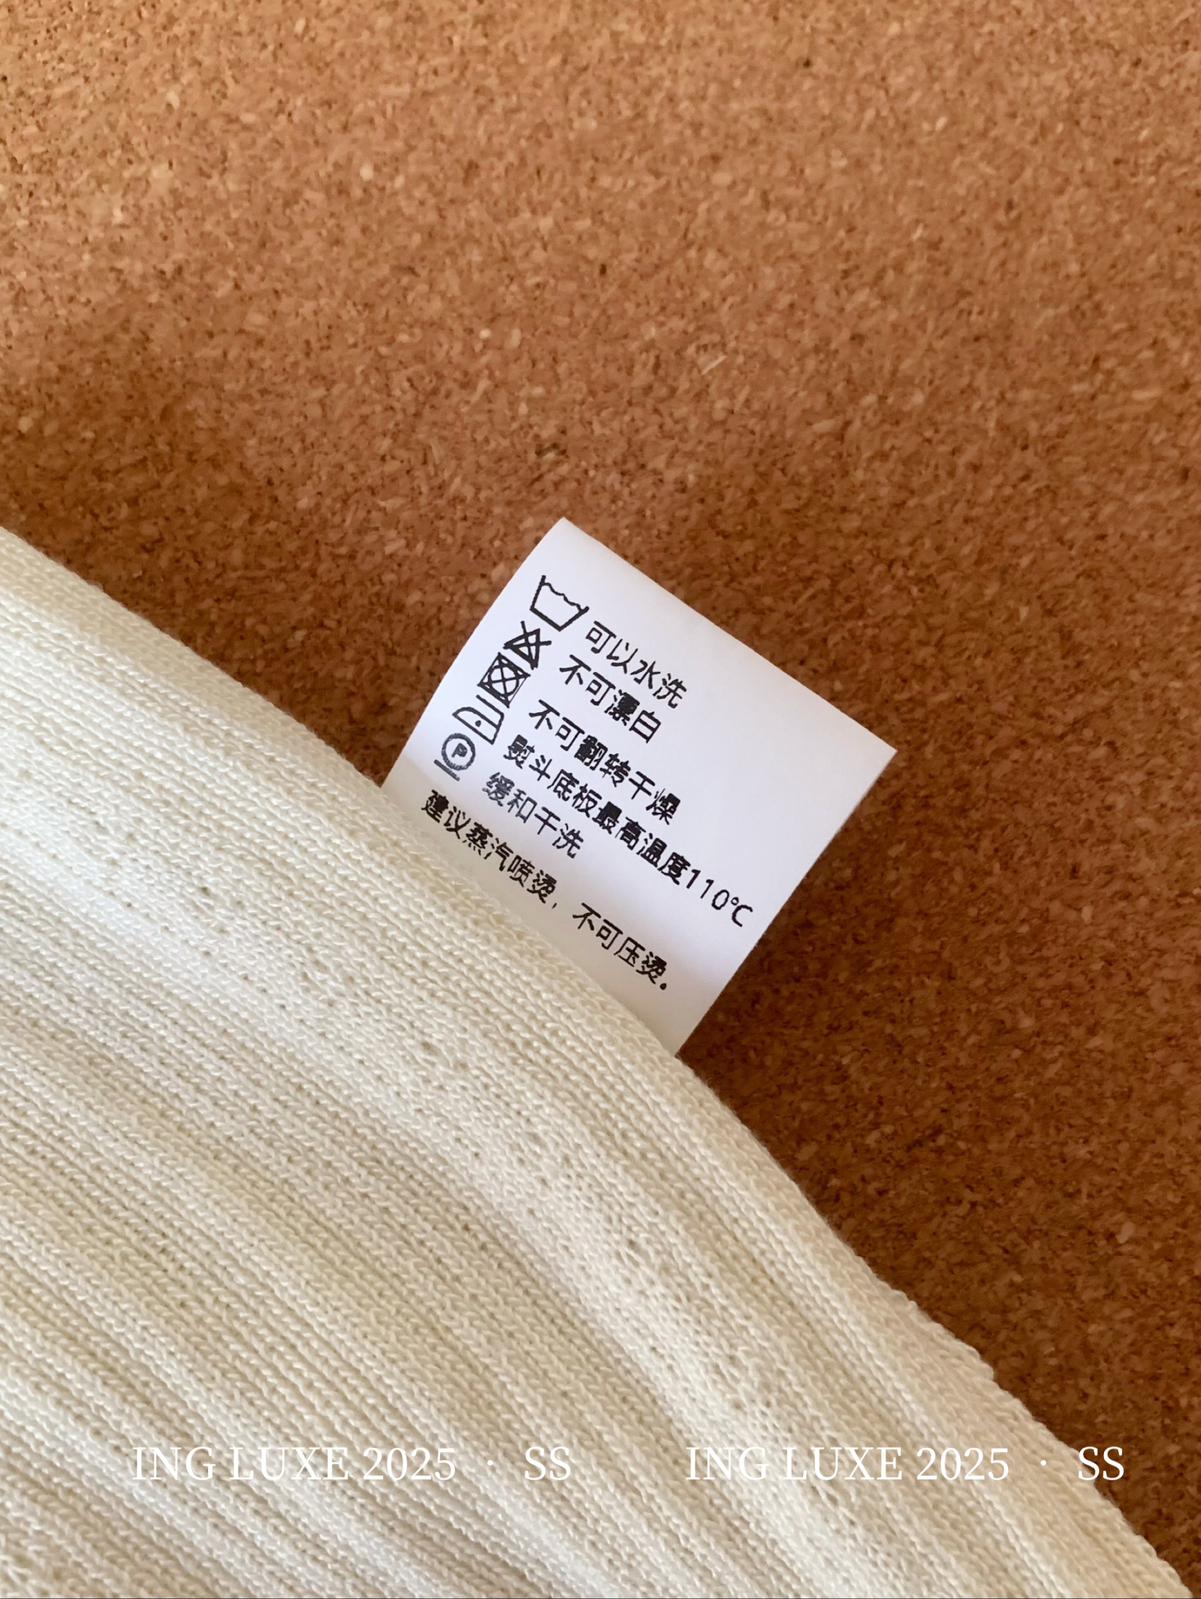 可以水洗
不可漂白
不可翻转干燥
熨斗底板最高温度110℃
P
缓和干洗
建议蒸汽喷烫，不可压烫。
ING LUXE 2025 · SS
ING LUXE 2025 · SS